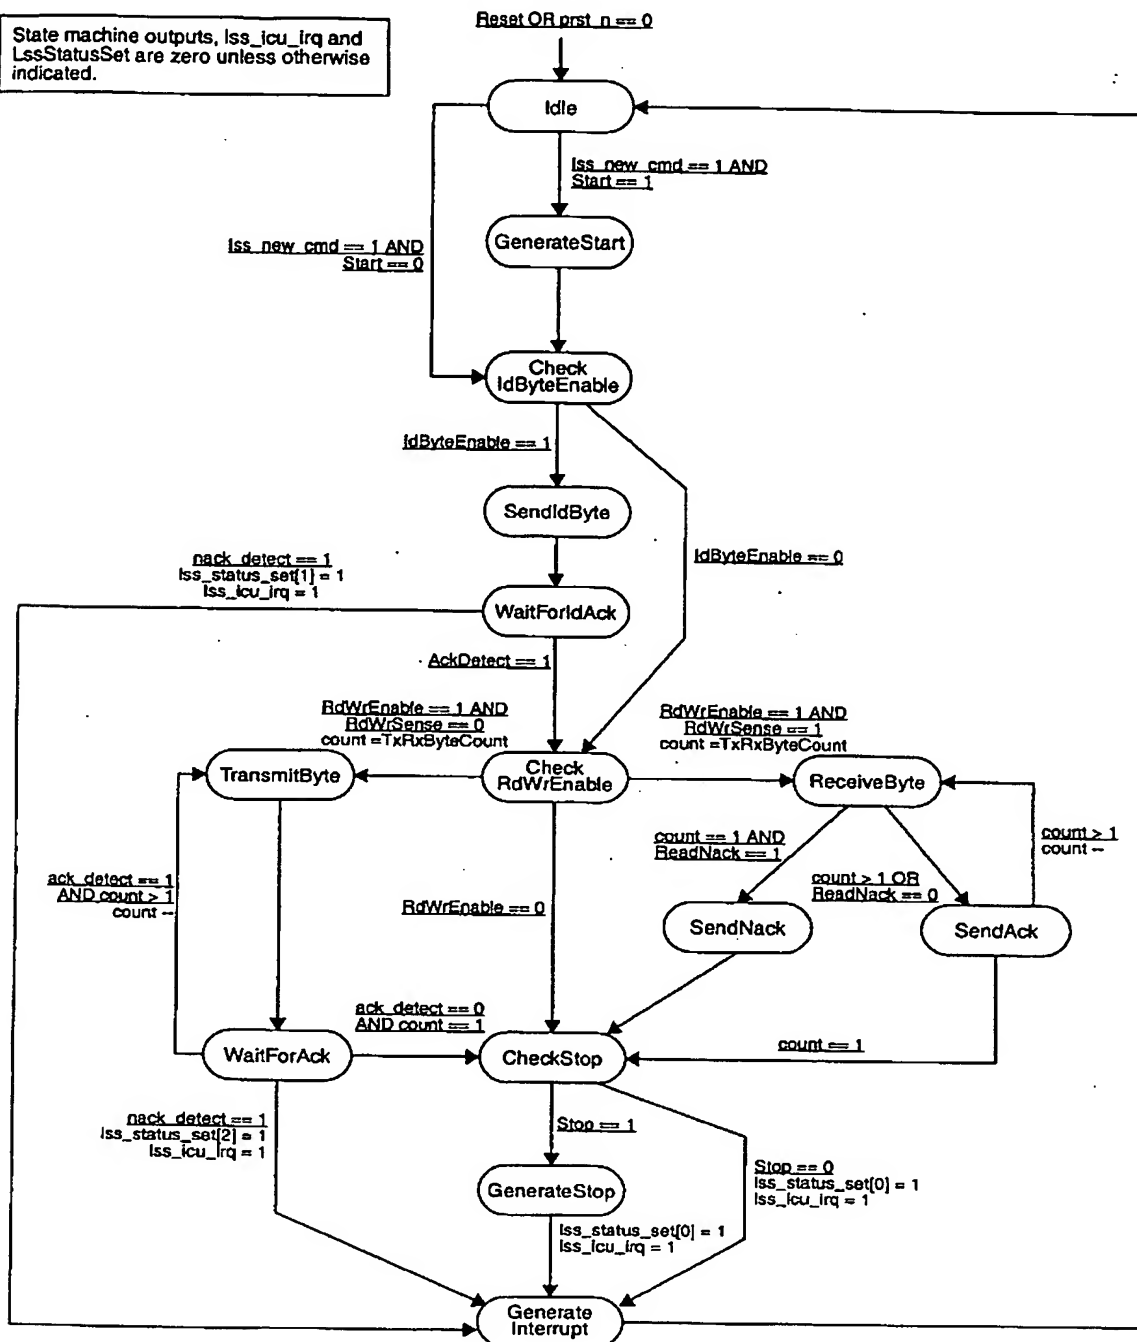 Reset OR prst_n == 0
State machine outputs, lss_icu_irq and
LssStatusSet are zero unless otherwise
indicated.
Idle
lss_new_cmd == 1 AND
Start == 1
GenerateStart
lss_new_cmd == 1 AND
Start == 0
Check
IdByteEnable
IdByteEnable == 1
SendIdByte
IdByteEnable == 0
nack_detect == 1
lss_status_set[1] = 1
lss_icu_irq = 1
WaitForIdAck
AckDetect == 1
RdWrEnable == 1 AND
RdWrSense == 0
count =TxRxByteCount
RdWrEnable == 1 AND
RdWrSense == 1
count =TxRxByteCount
TransmitByte
Check
RdWrEnable
ReceiveByte
count == 1 AND
ReadNack == 1
count > 1
count --
ack_detect == 1
AND count > 1
count --
count > 1 OR
ReadNack == 0
RdWrEnable == 0
SendNack
SendAck
ack_detect == 0
AND count == 1
WaitForAck
CheckStop
count == 1
nack_detect == 1
lss_status_set[2] = 1
lss_icu_irq = 1
Stop == 1
Stop == 0
lss_status_set[0] = 1
lss_icu_irq = 1
GenerateStop
lss_status_set[0] = 1
lss_icu_irq = 1
Generate
Interrupt